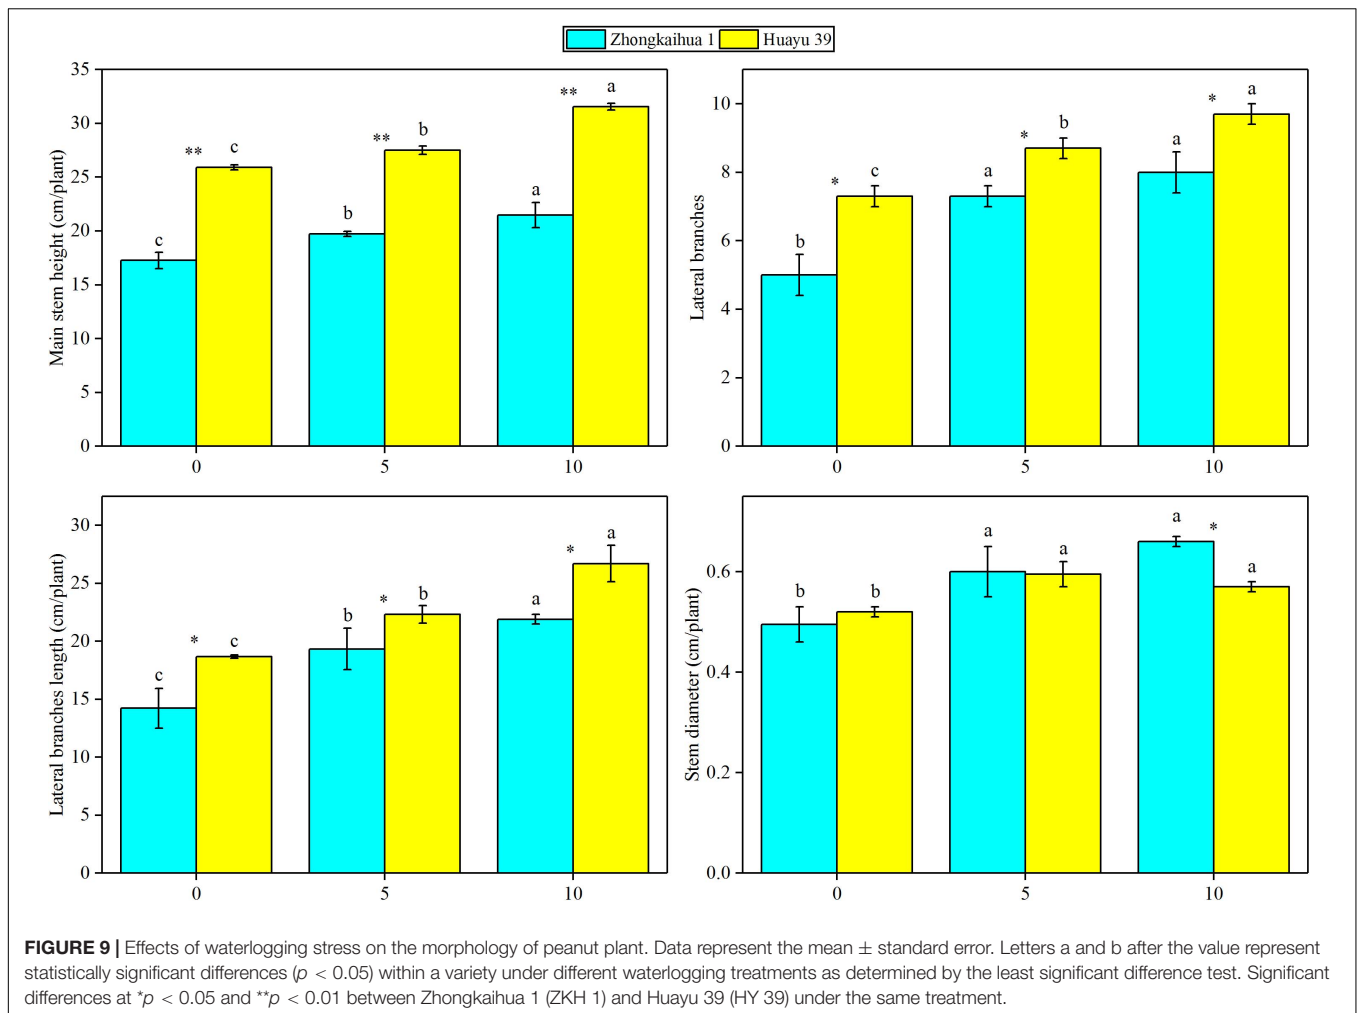 Zhongkaihua 1 Huayu 39
Main stem height (cm/plant)
35
30
25
20
15
10
5
0
c
**
c
b
**
b
a
**
a
0 5 10
Lateral branches
10
8
6
4
2
0
b
*
c
a
*
b
a
*
a
0 5 10
Lateral branches length (cm/plant)
30
25
20
15
10
5
0
c
*
c
b
*
b
a
*
a
0 5 10
Stem diameter (cm/plant)
0.6
0.4
0.2
0.0
b
b
a
a
a
*
a
0 5 10
FIGURE 9 | Effects of waterlogging stress on the morphology of peanut plant. Data represent the mean ± standard error. Letters a and b after the value represent
statistically significant differences (p < 0.05) within a variety under different waterlogging treatments as determined by the least significant difference test. Significant
differences at *p < 0.05 and **p < 0.01 between Zhongkaihua 1 (ZKH 1) and Huayu 39 (HY 39) under the same treatment.